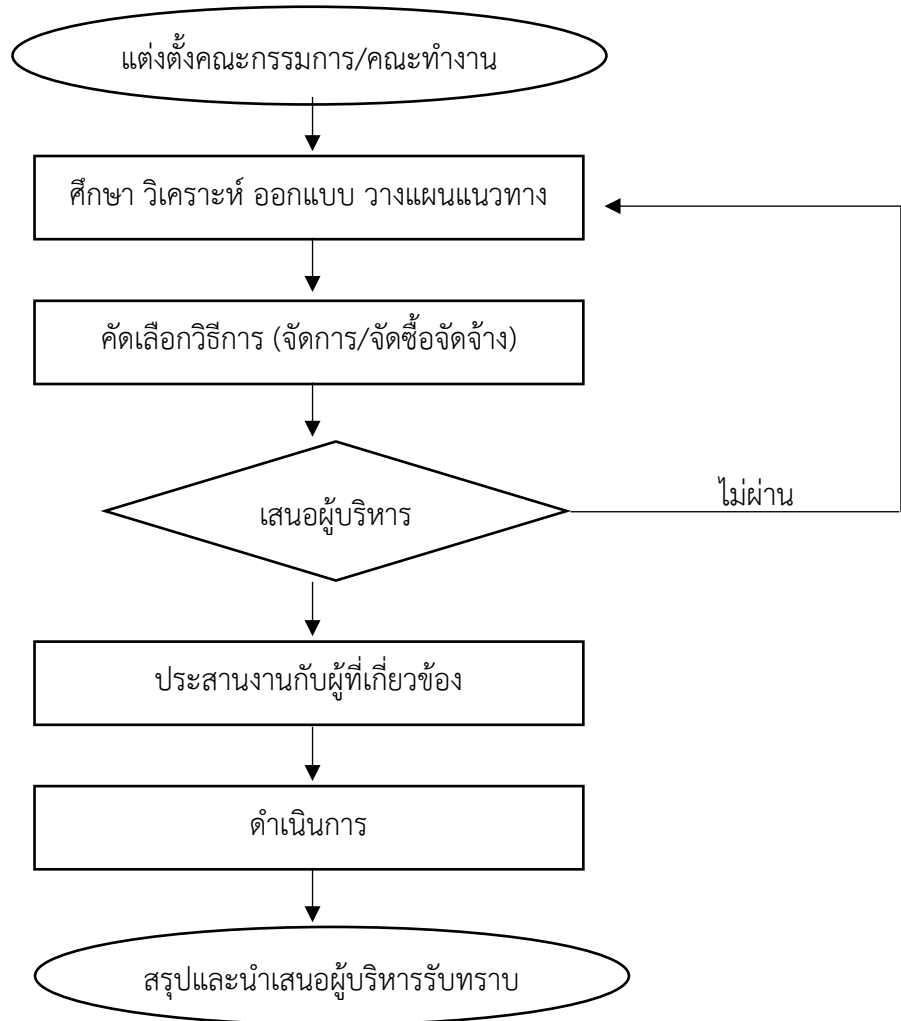 แต่งตั้งคณะกรรมการ/คณะทำงาน
ศึกษา วิเคราะห์ ออกแบบ วางแผนแนวทาง
คัดเลือกวิธีการ (จัดการ/จัดซื้อจัดจ้าง)
เสนอผู้บริหาร
ไม่ผ่าน
ประสานงานกับผู้ที่เกี่ยวข้อง
ดำเนินการ
สรุปและนำเสนอผู้บริหารรับทราบ